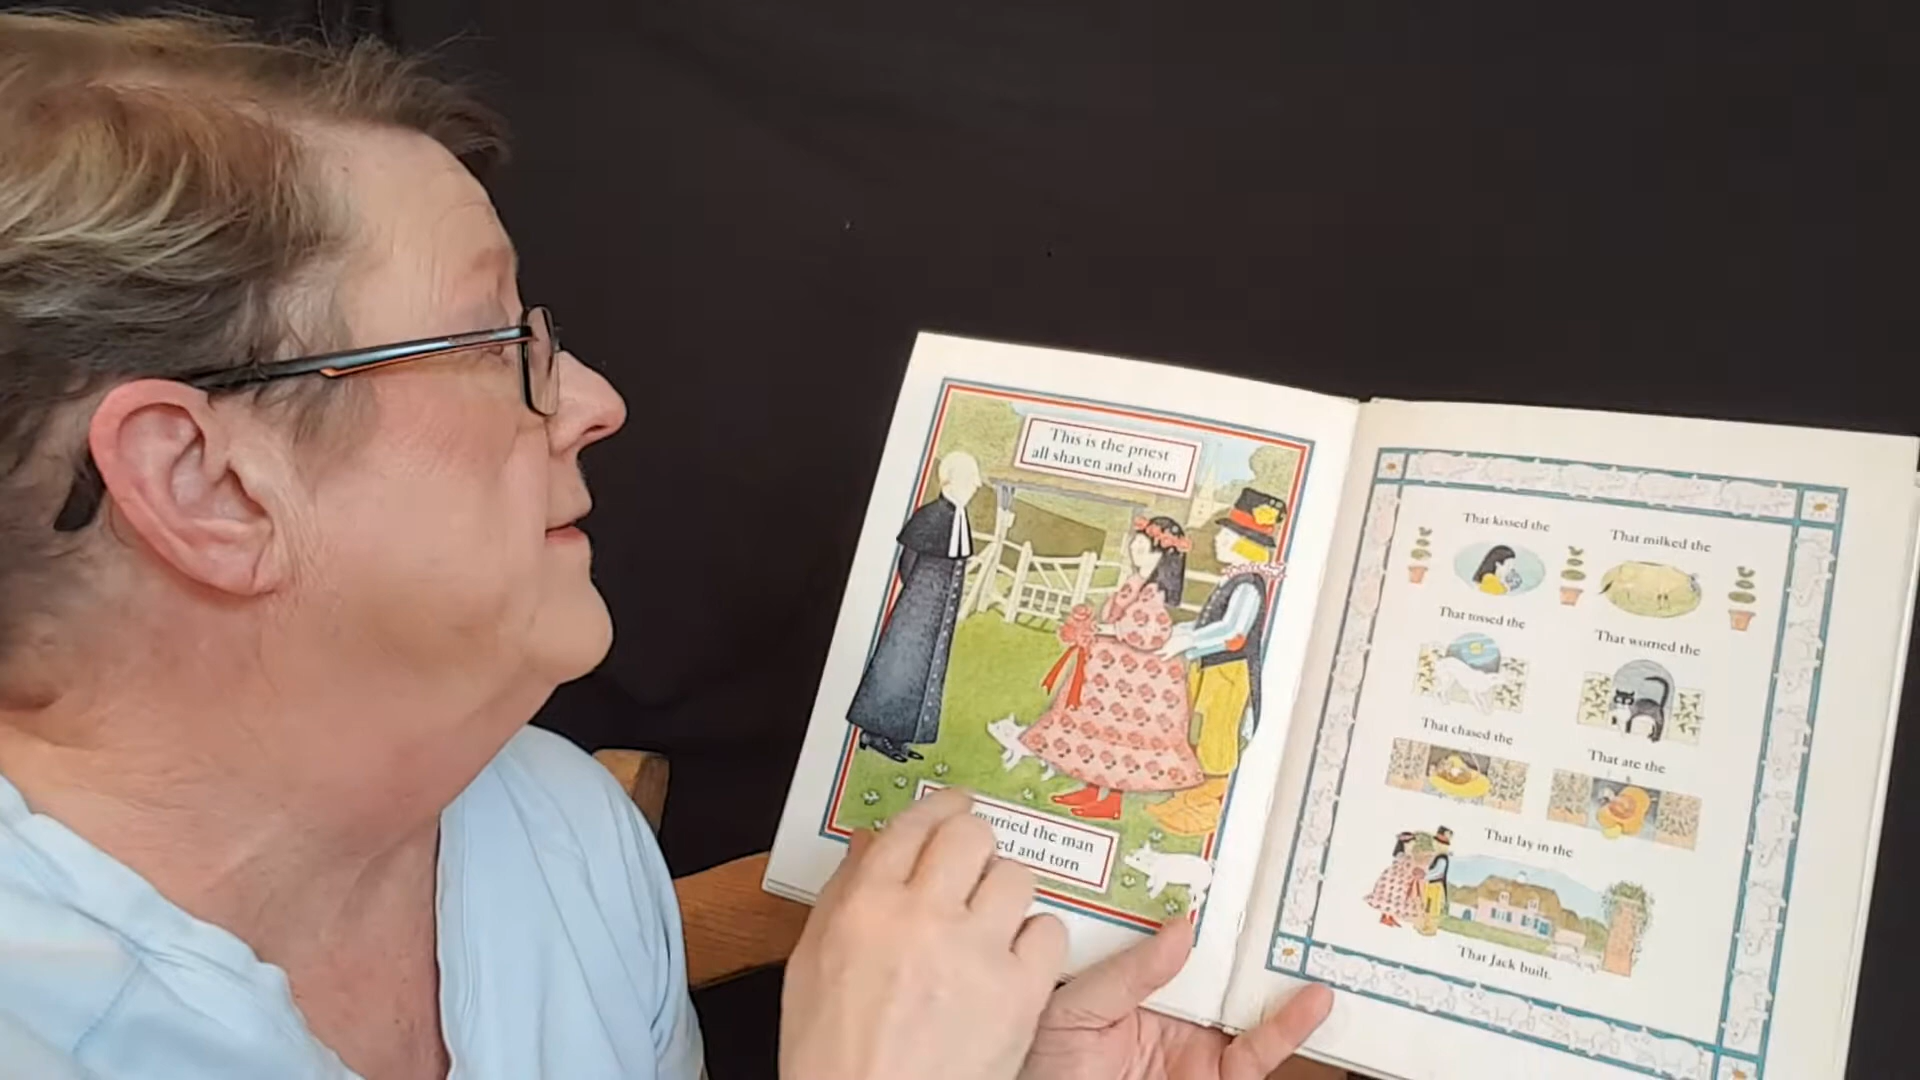 This is the priest
all shaven and shorn
married the man
and torn
That kissed the
That milked the
That tossed the
That worried the
That chased the
That ate the
That lay in the
That Jack built.